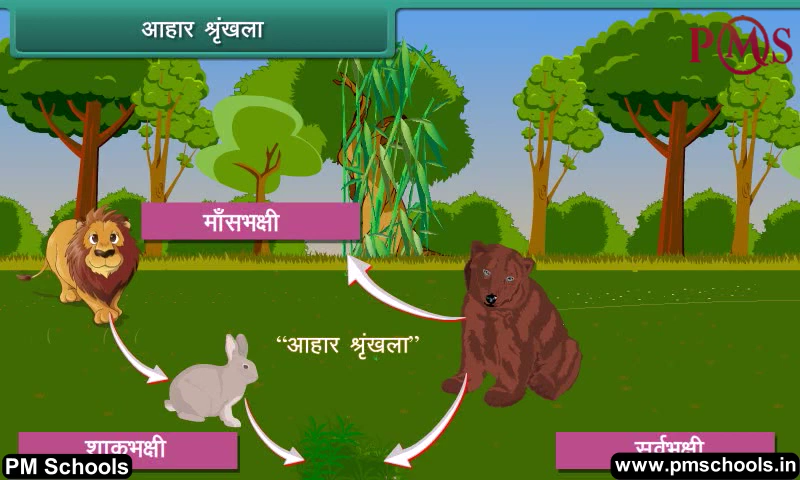 आहार श्रृंखला
PMS
माँसभक्षी
“आहार श्रृंखला”
शाकभक्षी
सर्वभक्षी
PM Schools
www.pmschools.in